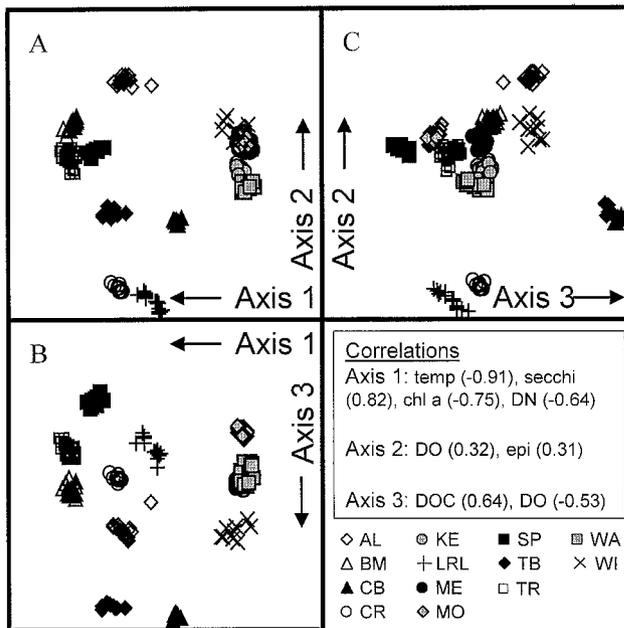 A
C
Axis 2
Axis 2
Axis 1
Axis 3
B
Axis 1
Axis 3
Correlations
Axis 1: temp (-0.91), secchi
(0.82), chl a (-0.75), DN (-0.64)
Axis 2: DO (0.32), epi (0.31)
Axis 3: DOC (0.64), DO (-0.53)
AL KE SP WA
BM LRL TB WI
CB ME TR
CR MO